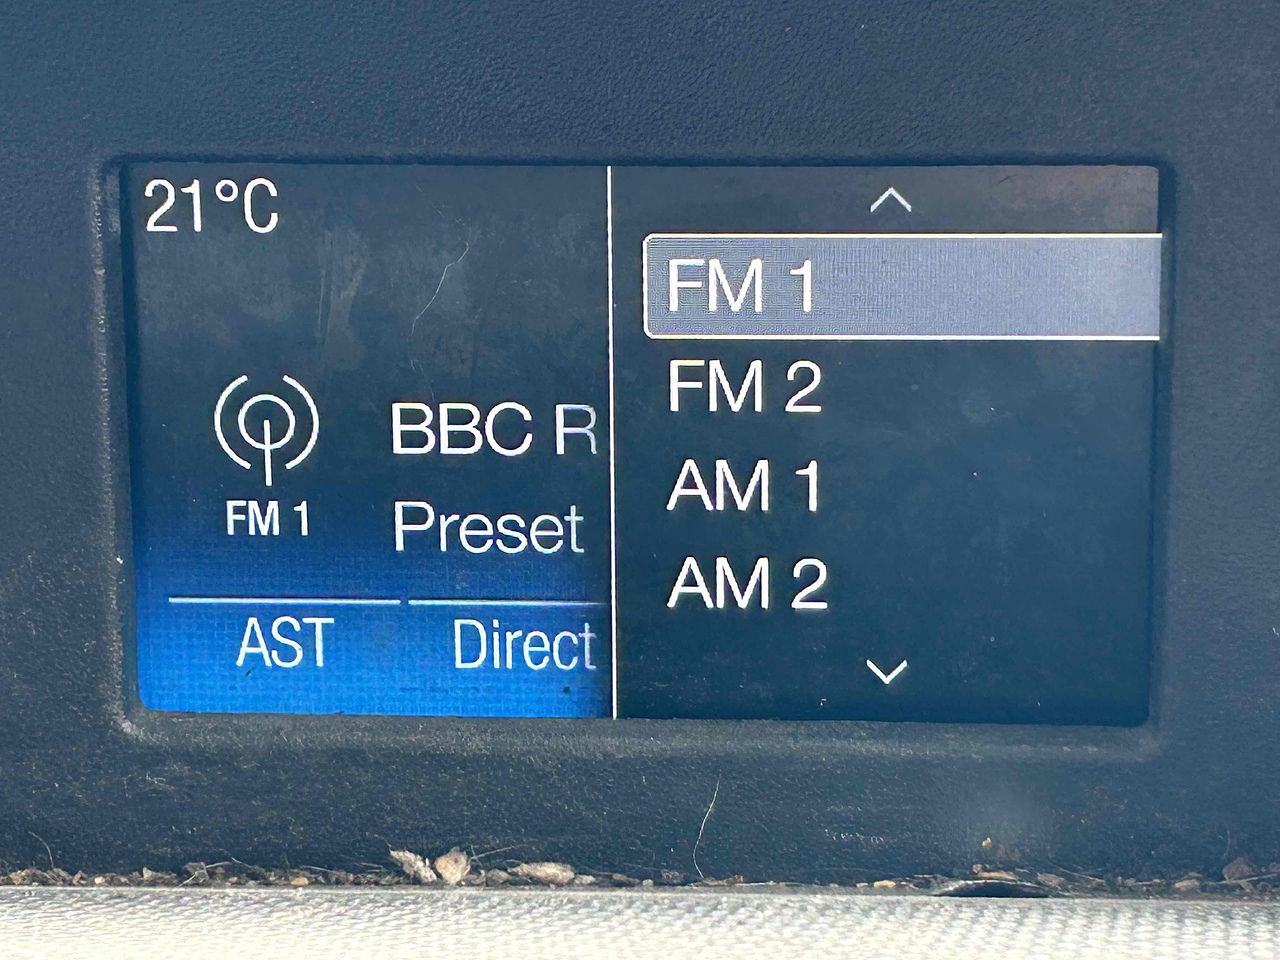 21°C
BBC R
FM 1
Preset
AST
Direct
FM 1
FM 2
AM 1
AM 2